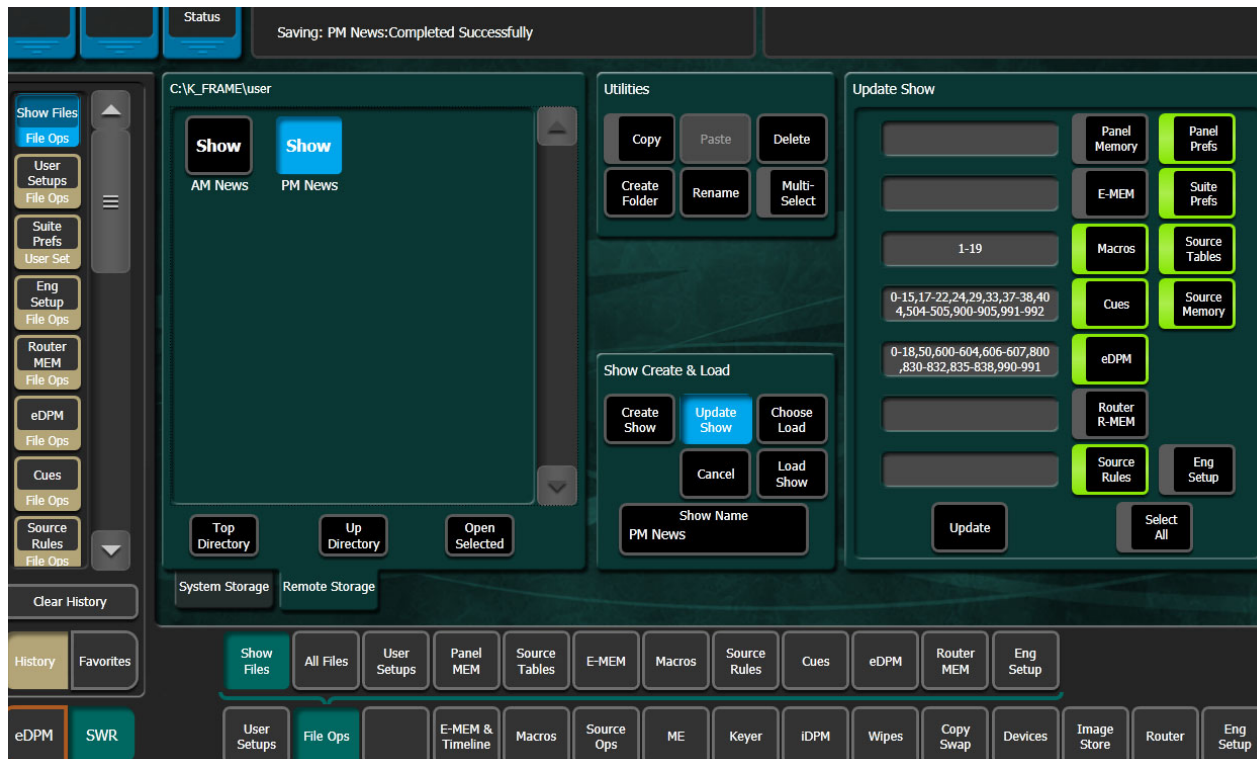 Status
Saving: PM News:Completed Successfully
Show Files
File Ops
User
Setups
File Ops
Suite
Prefs
User Set
Eng
Setup
File Ops
Router
MEM
File Ops
eDPM
File Ops
Cues
File Ops
Source
Rules
File Ops
Clear History
History
Favorites
eDPM
SWR
C:\K_FRAME\user
Show
AM News
Show
PM News
Top
Directory
Up
Directory
Open
Selected
System Storage
Remote Storage
Utilities
Copy
Paste
Delete
Create
Folder
Rename
Multi-
Select
Show Create & Load
Create
Show
Update
Show
Choose
Load
Cancel
Load
Show
Show Name
PM News
Update Show
Panel
Memory
Panel
Prefs
E-MEM
Suite
Prefs
1-19
Macros
Source
Tables
0-15,17-22,24,29,33,37-38,40
4,504-505,900-905,991-992
Cues
Source
Memory
0-18,50,600-604,606-607,800
,830-832,835-838,990-991
eDPM
Router
R-MEM
Source
Rules
Eng
Setup
Update
Select
All
Show
Files
All Files
User
Setups
Panel
MEM
Source
Tables
E-MEM
Macros
Source
Rules
Cues
eDPM
Router
MEM
Eng
Setup
User
Setups
File Ops
E-MEM &
Timeline
Macros
Source
Ops
ME
Keyer
iDPM
Wipes
Copy
Swap
Devices
Image
Store
Router
Eng
Setup